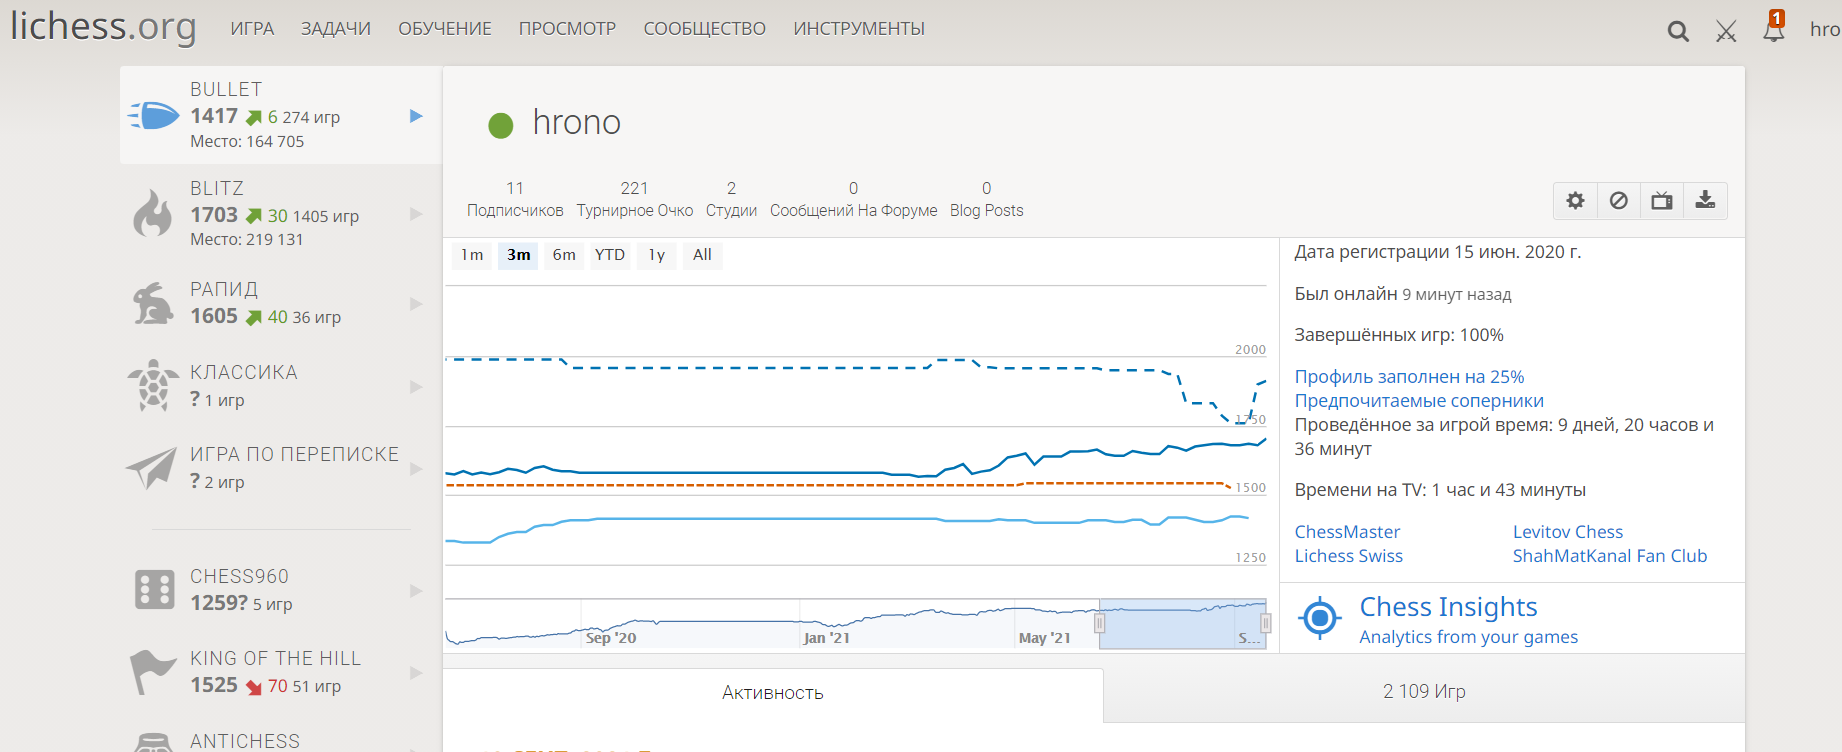 lichess.org
ИГРА ЗАДАЧИ ОБУЧЕНИЕ ПРОСМОТР СООБЩЕСТВО ИНСТРУМЕНТЫ
1
hro
BULLET
1417 6 274 игр
Место: 164 705
BLITZ
1703 30 1405 игр
Место: 219 131
РАПИД
1605 40 36 игр
КЛАССИКА
? 1 игр
ИГРА ПО ПЕРЕПИСКЕ
? 2 игр
CHESS960
1259? 5 игр
KING OF THE HILL
1525 70 51 игр
ANTICHESS
hrono
11 221 2 0 0
Подписчиков Турнирное Очко Студии Сообщений На Форуме Blog Posts
1m 3m 6m YTD 1y All
2000
1750
1500
1250
Sep '20 Jan '21 May '21 S...
Дата регистрации 15 июн. 2020 г.
Был онлайн 9 минут назад
Завершённых игр: 100%
Профиль заполнен на 25%
Предпочитаемые соперники
Проведённое за игрой время: 9 дней, 20 часов и
36 минут
Времени на TV: 1 час и 43 минуты
ChessMaster Levitov Chess
Lichess Swiss ShahMatKanal Fan Club
Chess Insights
Analytics from your games
Активность 2 109 Игр